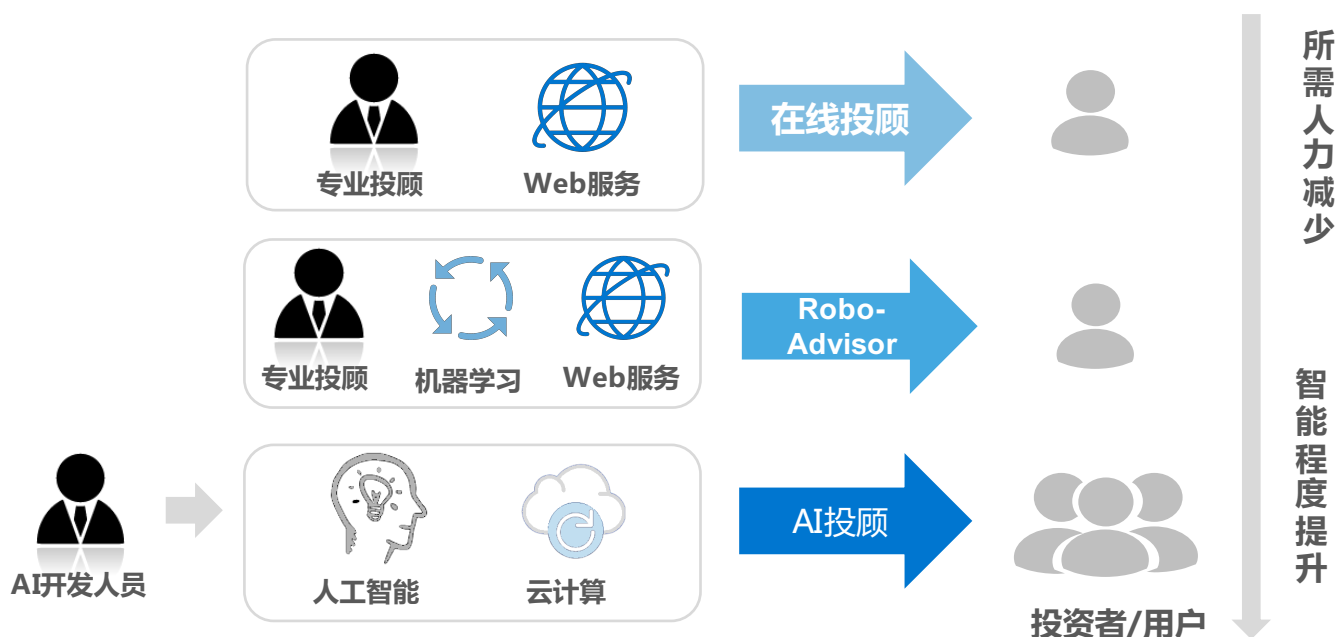 专业投顾
Web服务
在线投顾
所需人力减少
专业投顾
机器学习
Web服务
Robo-
Advisor
智能程度提升
AI开发人员
人工智能
云计算
AI投顾
投资者/用户